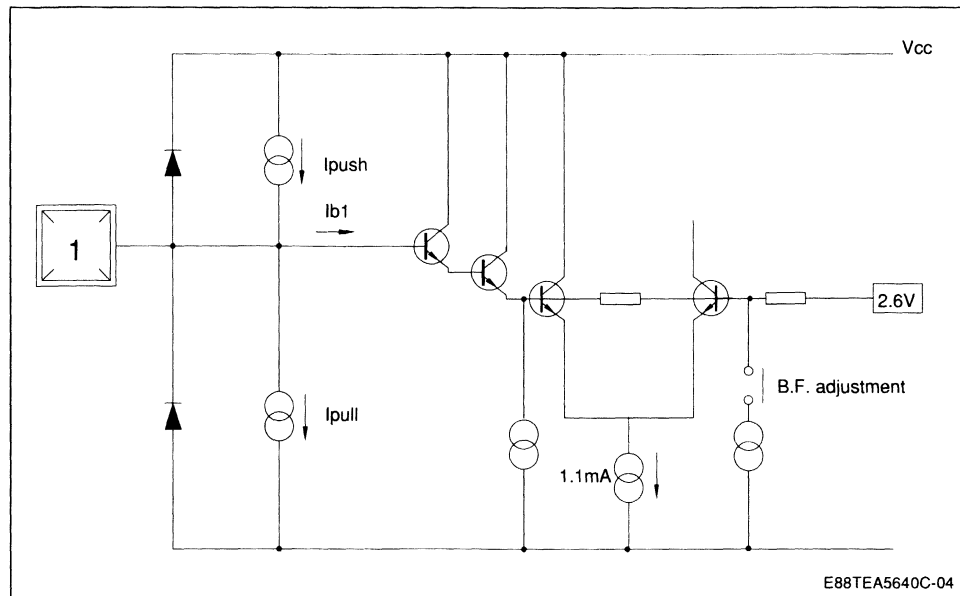 Vcc
Ipush
Ib1
1
2.6V
B.F. adjustment
Ipull
1.1mA
E88TEA5640C-04